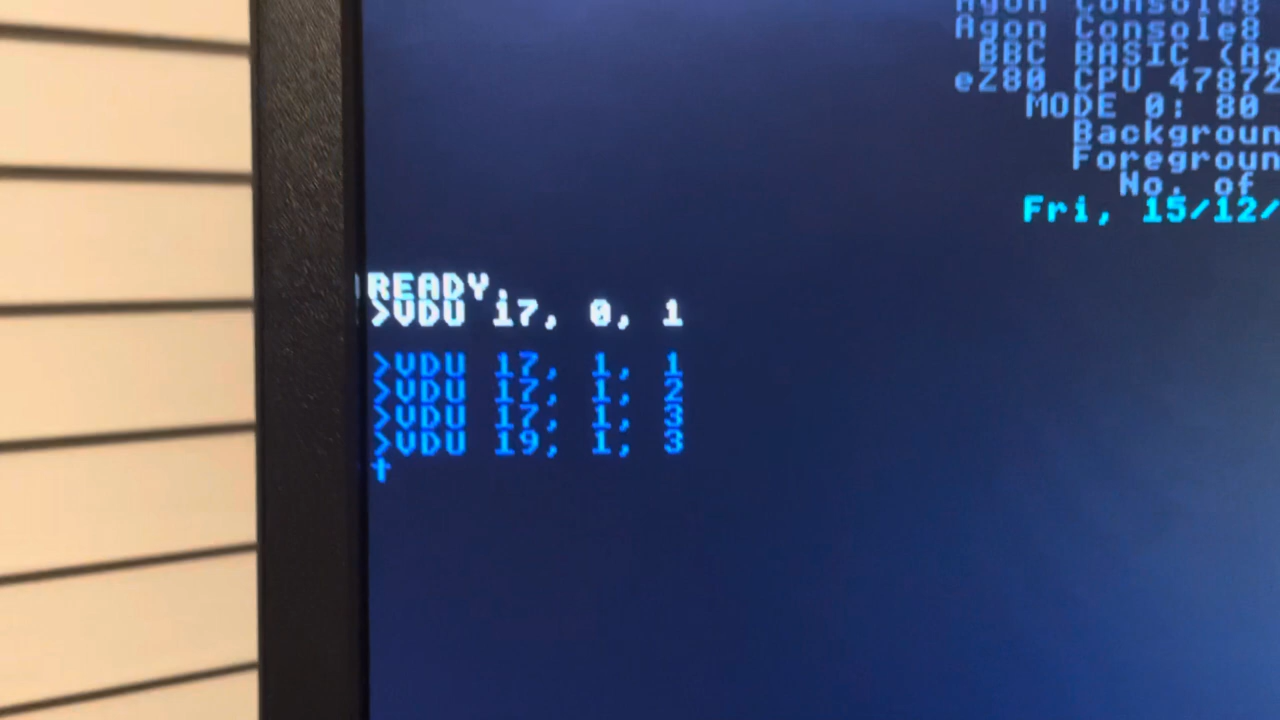 Agon Console8
Agon Console8
BBC BASIC (Ag
eZ80 CPU 47872
MODE 0: 80
Backgroun
Foregroun
No. of
Fri, 15/12/
READY.
>VDU 17, 0, 1
>VDU 17, 1, 1
>VDU 17, 1, 2
>VDU 17, 1, 3
>VDU 19, 1, 3